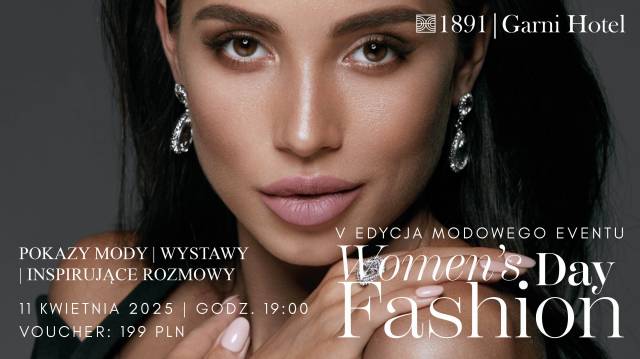 1891 | Garni Hotel
V EDYCJA MODOWEGO EVENTU
Women's Day
Fashion
POKAZY MODY | WYSTAWY
| INSPIRUJĄCE ROZMOWY
11 KWIETNIA 2025 | GODZ. 19:00
VOUCHER: 199 PLN